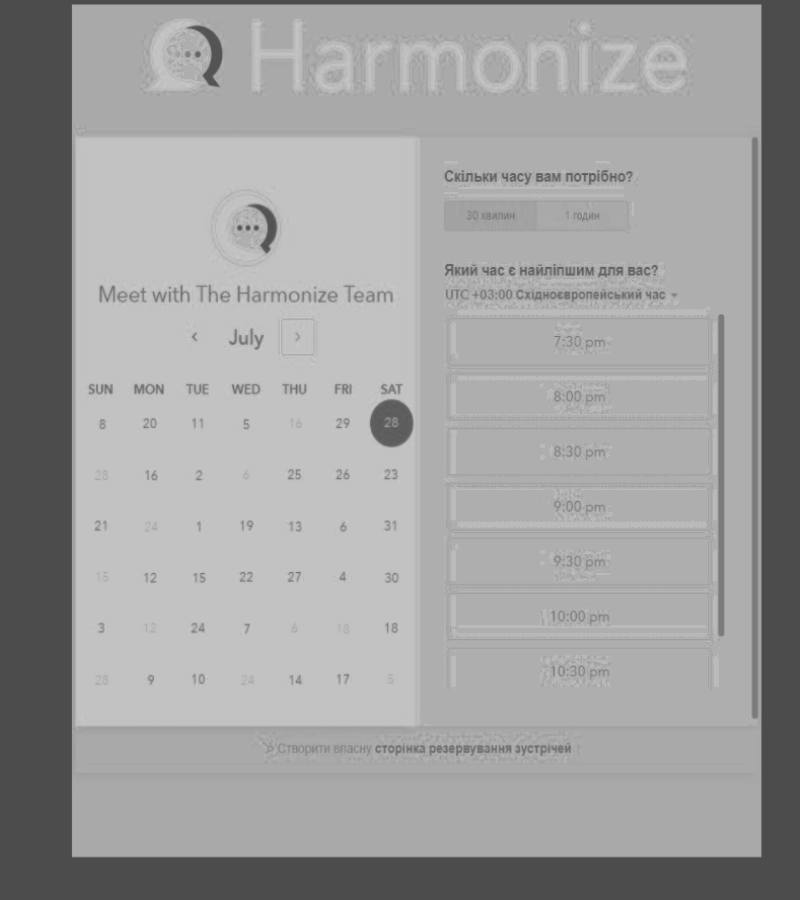 Harmonize
Meet with The Harmonize Team
July
SUN MON TUE WED THU FRI SAT
8 20 11 5 16 29 28
28 16 2 6 25 26 23
21 24 1 19 13 6 31
15 12 15 22 27 4 30
3 12 24 7 6 18 18
28 9 10 24 14 17 5
Скільки часу вам потрібно?
30 хвилин 1 годин
Який час є найліпшим для вас?
UTC +03:00 Східноєвропейський час
7:30 pm
8:00 pm
8:30 pm
9:00 pm
9:30 pm
10:00 pm
10:30 pm
Створити власну сторінка резервування зустрічей